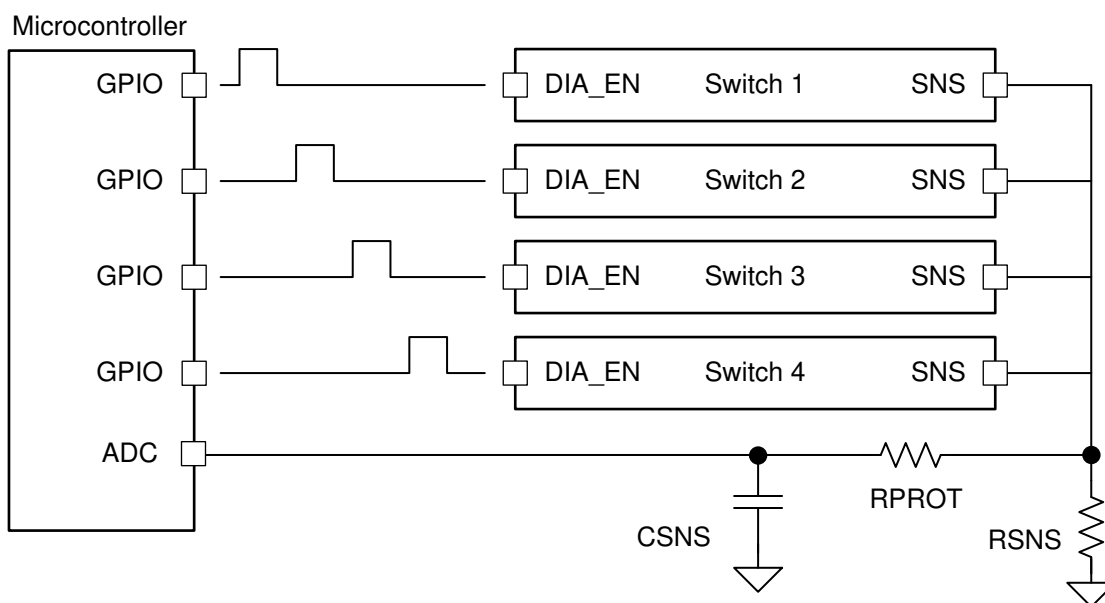 Microcontroller
GPIO DIA_EN Switch 1 SNS
GPIO DIA_EN Switch 2 SNS
GPIO DIA_EN Switch 3 SNS
GPIO DIA_EN Switch 4 SNS
ADC
RPROT
CSNS RSNS